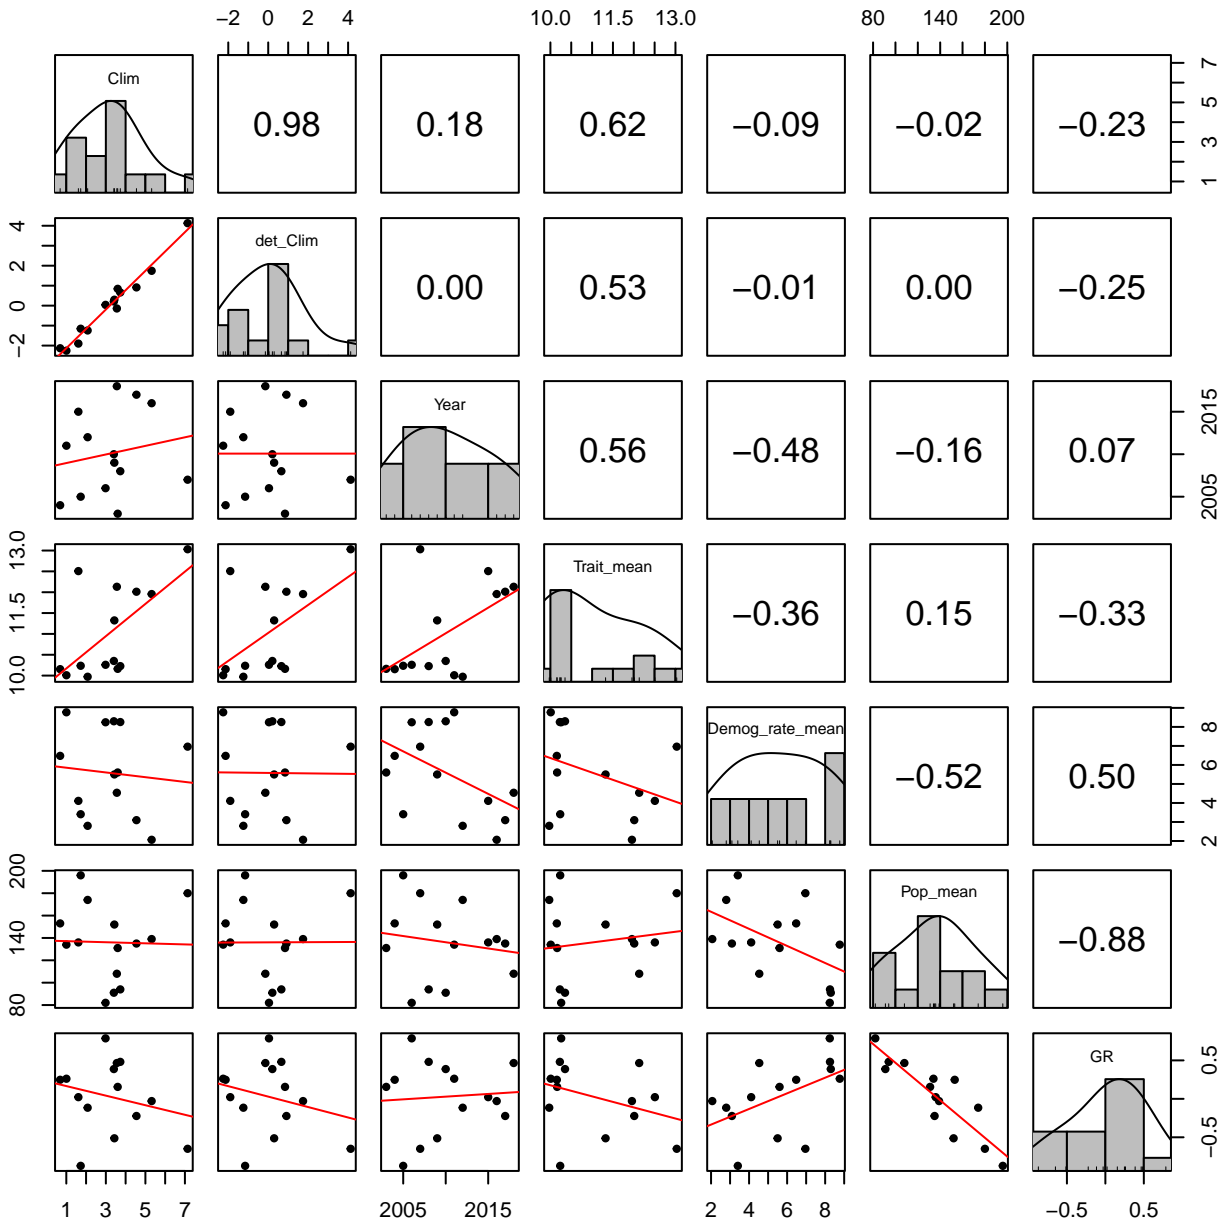 −2 0 2 4 10.0 11.5 13.0 80 140 200
Clim 0.98 0.18 0.62 −0.09 −0.02 −0.23 1 3 5 7
−2 0 2 4 det_Clim 0.00 0.53 −0.01 0.00 −0.25
Year 0.56 −0.48 −0.16 0.07 2005 2015
10.0 11.5 13.0 Trait_mean −0.36 0.15 −0.33
Demog_rate_mean −0.52 0.50 2 4 6 8
80 140 200 Pop_mean −0.88
GR −0.5 0.5
1 3 5 7 2005 2015 2 4 6 8 −0.5 0.5